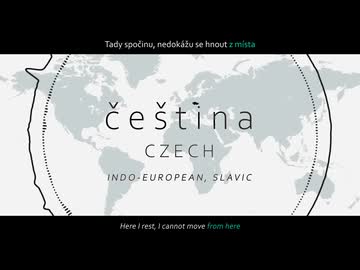 Tady spočinu, nedokážu se hnout z místa
čeština
CZECH
INDO-EUROPEAN, SLAVIC
Here I rest, I cannot move from here